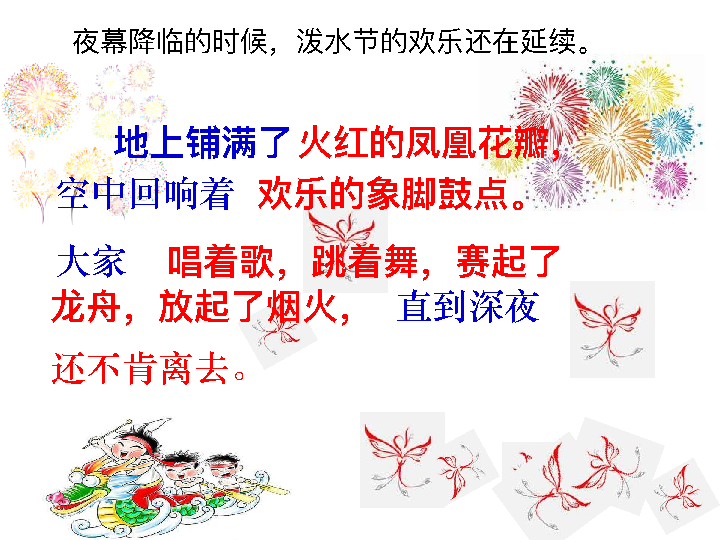 夜幕降临的时候，泼水节的欢乐还在延续。
地上铺满了火红的凤凰花瓣，
空中回响着 欢乐的象脚鼓点。
大家 唱着歌，跳着舞，赛起了
龙舟，放起了烟火， 直到深夜
还不肯离去。